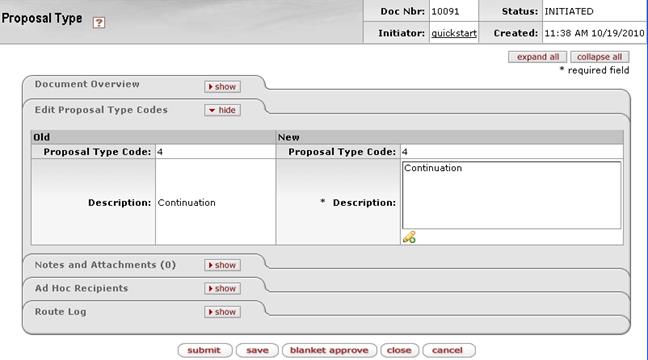 Proposal Type ?
Doc Nbr: 10091 Status: INITIATED
Initiator: quickstart Created: 11:38 AM 10/19/2010
expand all collapse all
* required field
Document Overview show
Edit Proposal Type Codes hide
Old New
Proposal Type Code: 4 Proposal Type Code: 4
Description: Continuation * Description: Continuation
Notes and Attachments (0) show
Ad Hoc Recipients show
Route Log show
submit save blanket approve close cancel